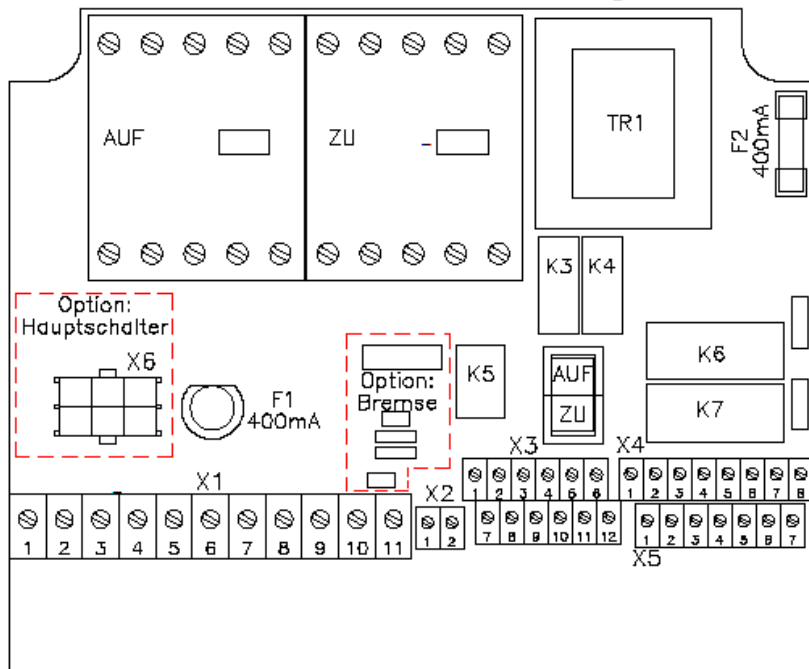 AUF
ZU
TR1
F2
400mA
K3
K4
Option:
Hauptschalter
X6
F1
400mA
Option:
Bremse
K5
AUF
ZU
K6
K7
X1
X2
X3
X4
1 2 3 4 5 6
1 2 3 4 5 6 7 8
1 2 3 4 5 6 7 8 9 10 11
1 2
7 8 9 10 11 12
1 2 3 4 5 6 7
X5